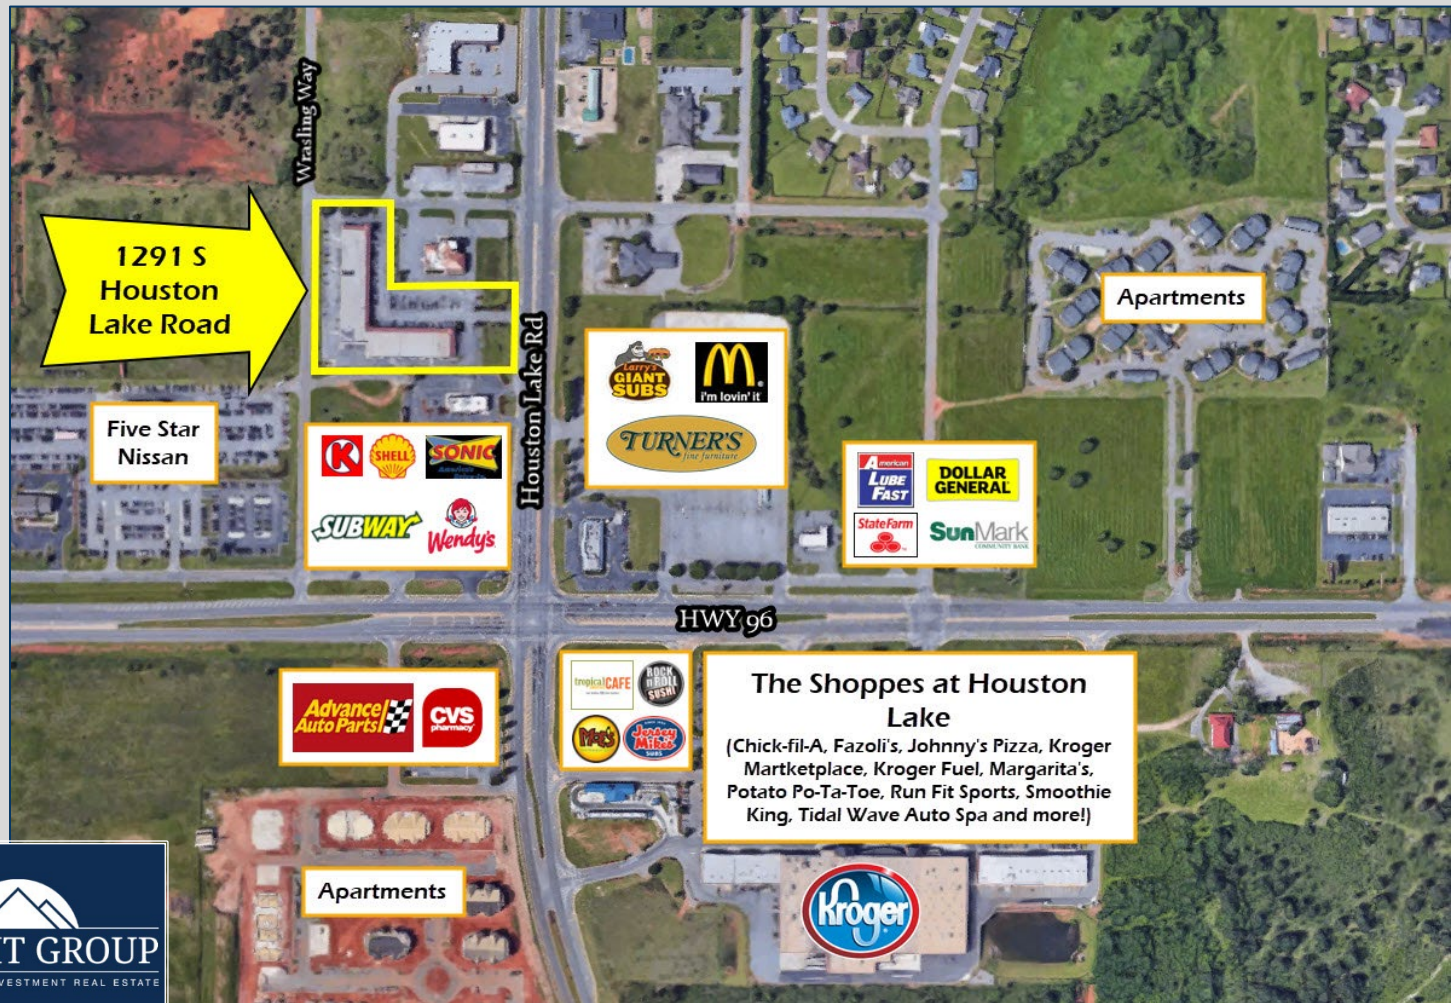 Wrasling Way
1291 S
Houston
Lake Road
Houston Lake Rd
Apartments
Larry's
GIANT
SUBS
i'm lovin' it
TURNER'S
fine furniture
Five Star
Nissan
K
SHELL
SONIC
SUBWAY
Wendy's
American
LUBE
FAST
DOLLAR
GENERAL
State Farm
SunMark
COMMUNITY BANK
HWY 96
Advance
Auto Parts
CVS
pharmacy
tropical CAFE
ROCK
n ROLL
SUSHI
Moe's
Jersey
Mike's
SUBS
The Shoppes at Houston
Lake
(Chick-fil-A, Fazoli's, Johnny's Pizza, Kroger
Martketplace, Kroger Fuel, Margarita's,
Potato Po-Ta-Toe, Run Fit Sports, Smoothie
King, Tidal Wave Auto Spa and more!)
Apartments
Kroger
GROUP
REAL ESTATE